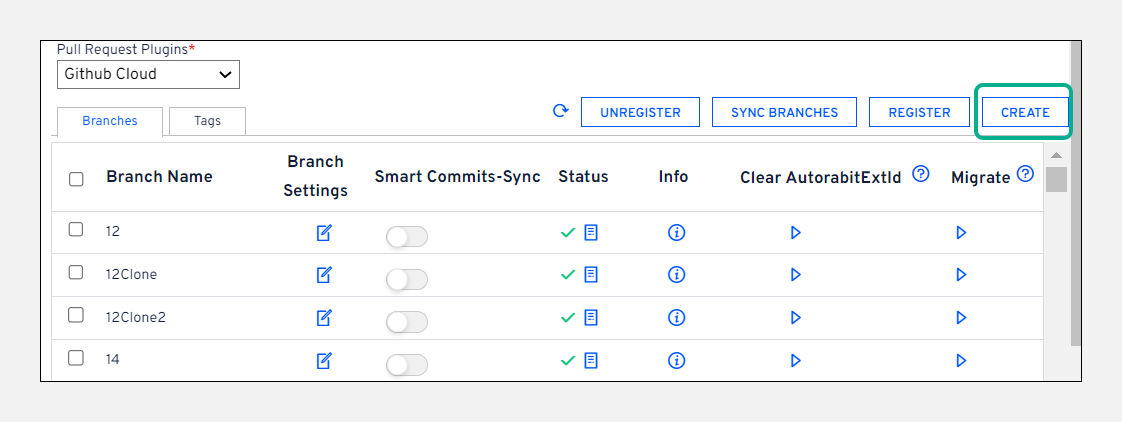 Pull Request Plugins*
Github Cloud
Branches
Tags
UNREGISTER
SYNC BRANCHES
REGISTER
CREATE
Branch Name
Branch
Settings
Smart Commits-Sync
Status
Info
Clear AutorabitExtId
Migrate
12
12Clone
12Clone2
14